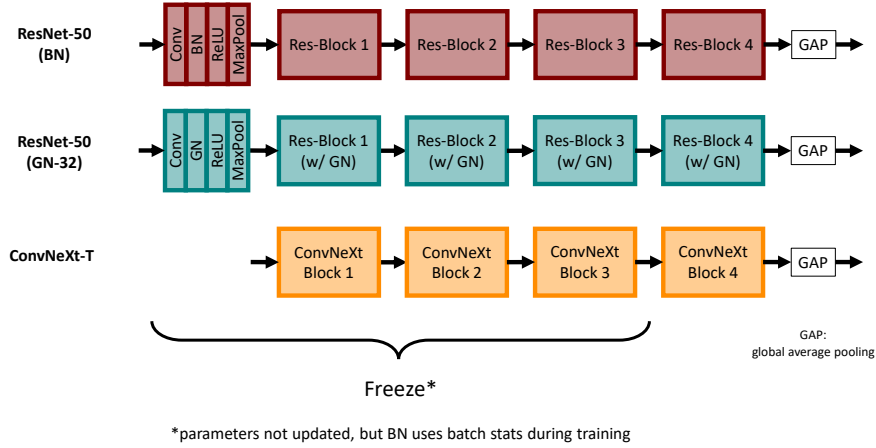 ResNet-50
(BN)
Conv
BN
ReLU
MaxPool
Res-Block 1
Res-Block 2
Res-Block 3
Res-Block 4
GAP
ResNet-50
(GN-32)
Conv
GN
ReLU
MaxPool
Res-Block 1
(w/ GN)
Res-Block 2
(w/ GN)
Res-Block 3
(w/ GN)
Res-Block 4
(w/ GN)
GAP
ConvNeXt-T
ConvNeXt
Block 1
ConvNeXt
Block 2
ConvNeXt
Block 3
ConvNeXt
Block 4
GAP
GAP:
global average pooling
Freeze*
*parameters not updated, but BN uses batch stats during training